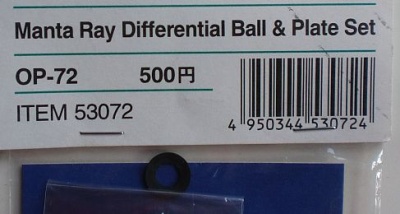 Manta Ray Differential Ball & Plate Set
OP-72 500円
ITEM 53072
4 950344 530724